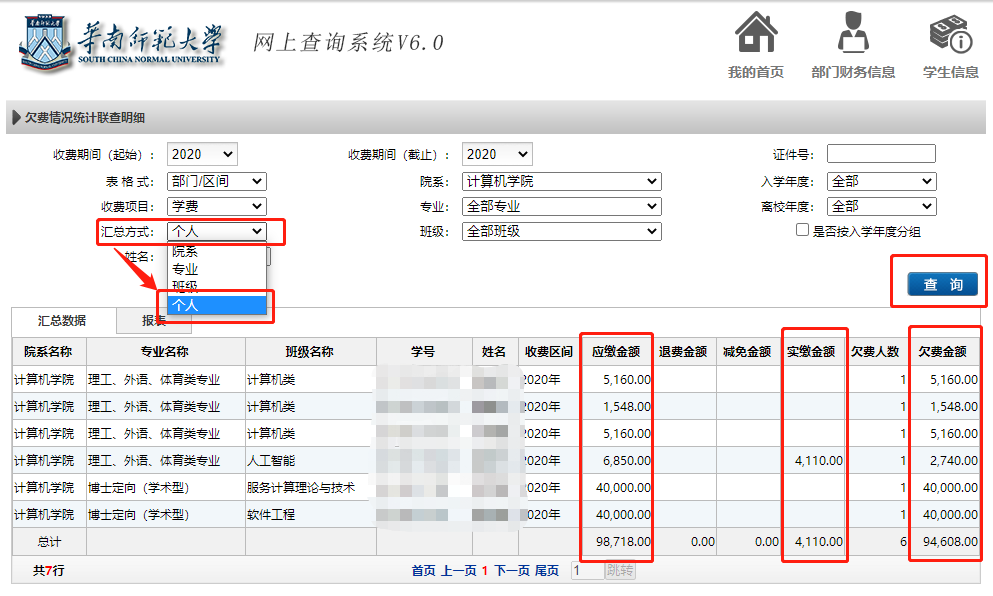 華南師範大學
SOUTH CHINA NORMAL UNIVERSITY
网上查询系统V6.0
我的首页 部门财务信息 学生信息
欠费情况统计联查明细
收费期间（起始）： 2020 收费期间（截止）： 2020 证件号：
表 格 式： 部门/区间 院系： 计算机学院 入学年度： 全部
收费项目： 学费 专业： 全部专业 离校年度： 全部
汇总方式： 个人 班级： 全部班级 是否按入学年度分组
姓名： 院系
专业
班级
个人
查 询
汇总数据 报表
院系名称 专业名称 班级名称 学号 姓名 收费区间 应缴金额 退费金额 减免金额 实缴金额 欠费人数 欠费金额
计算机学院 理工、外语、体育类专业 计算机类 2020年 5,160.00 1 5,160.00
计算机学院 理工、外语、体育类专业 计算机类 2020年 1,548.00 1 1,548.00
计算机学院 理工、外语、体育类专业 计算机类 2020年 5,160.00 1 5,160.00
计算机学院 理工、外语、体育类专业 人工智能 2020年 6,850.00 4,110.00 1 2,740.00
计算机学院 博士定向（学术型） 服务计算理论与技术 2020年 40,000.00 1 40,000.00
计算机学院 博士定向（学术型） 软件工程 2020年 40,000.00 1 40,000.00
总计 98,718.00 0.00 0.00 4,110.00 6 94,608.00
共7行 首页 上一页 1 下一页 尾页 1 跳转